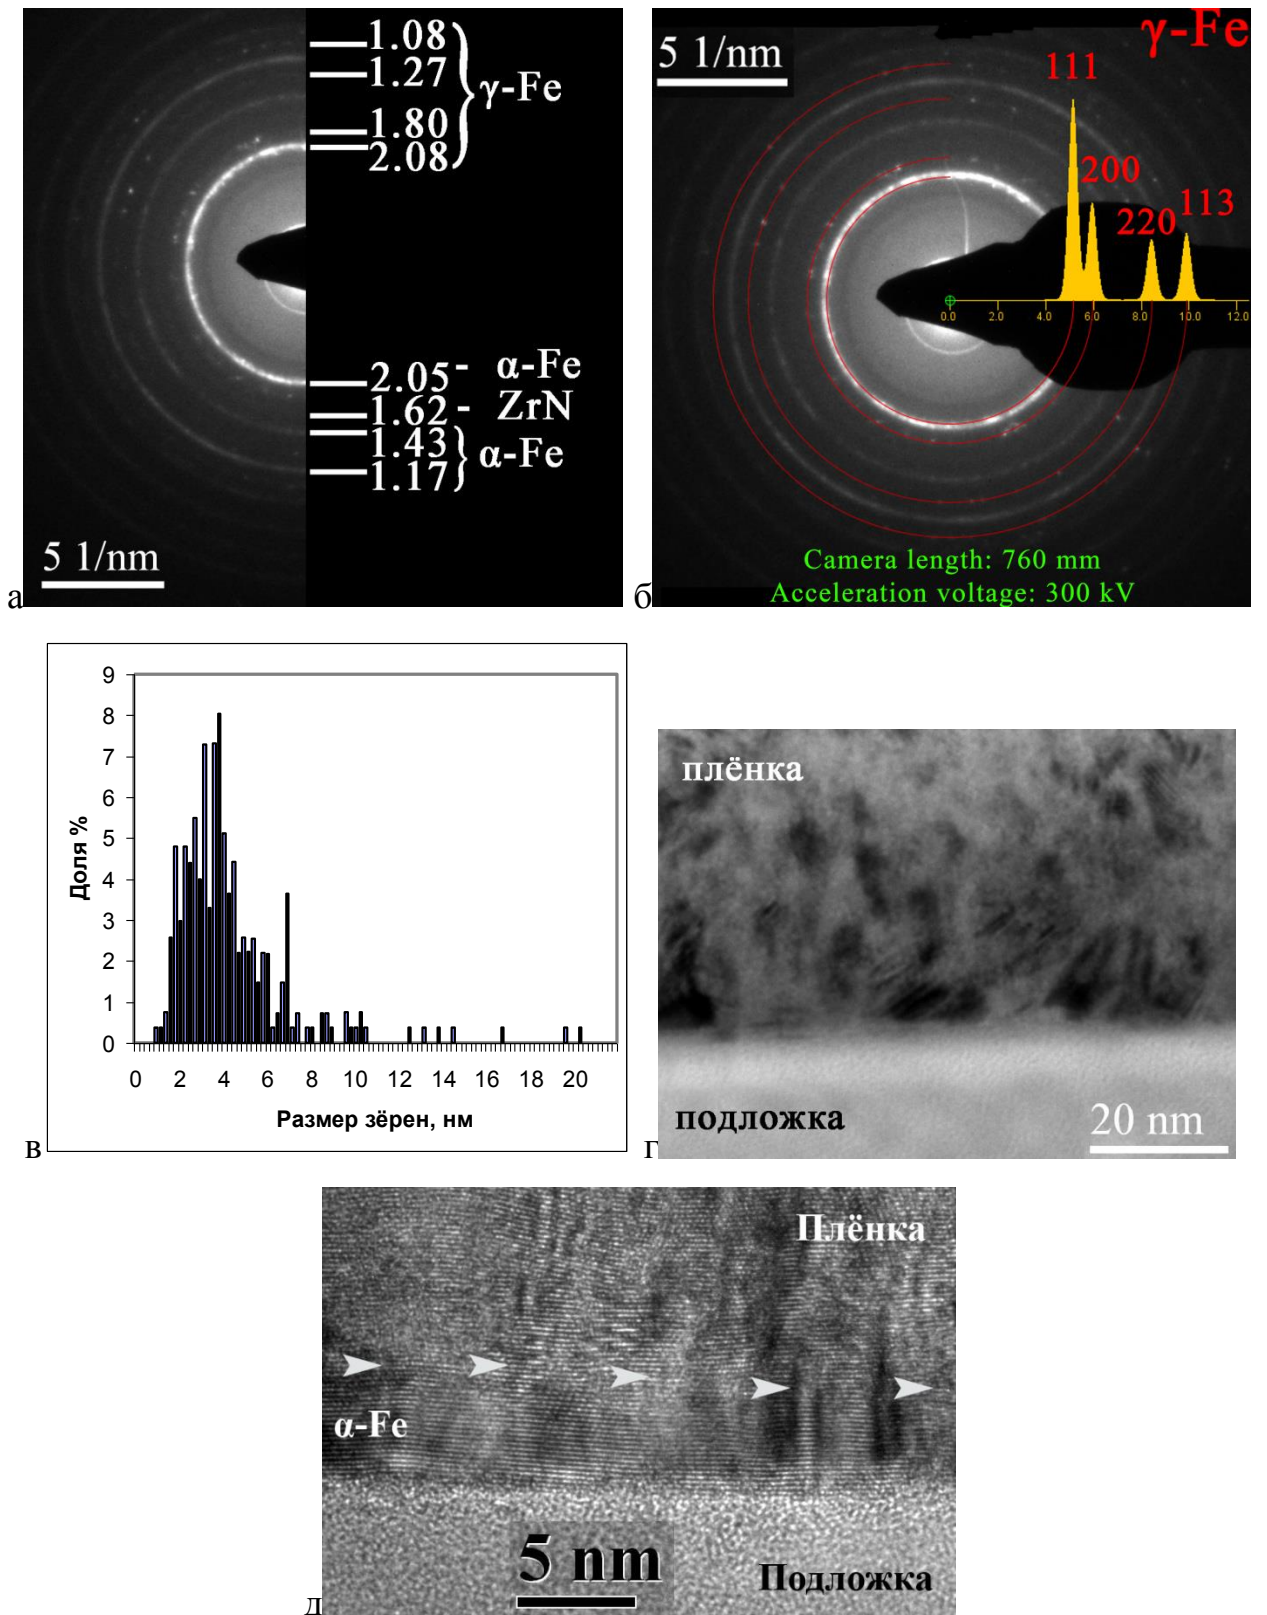 1.08
1.27
γ-Fe
1.80
2.08
2.05 - α-Fe
1.62 - ZrN
1.43
α-Fe
1.17
5 1/nm
а
5 1/nm
γ-Fe
111
200
220
113
0.0 2.0 4.0 6.0 8.0 10.0 12.0
Camera length: 760 mm
Acceleration voltage: 300 kV
б
9
8
7
6
5
4
3
2
1
0
Доля %
0 2 4 6 8 10 12 14 16 18 20
Размер зёрен, нм
в
плёнка
подложка
20 nm
г
Плёнка
α-Fe
5 nm
Подложка
д